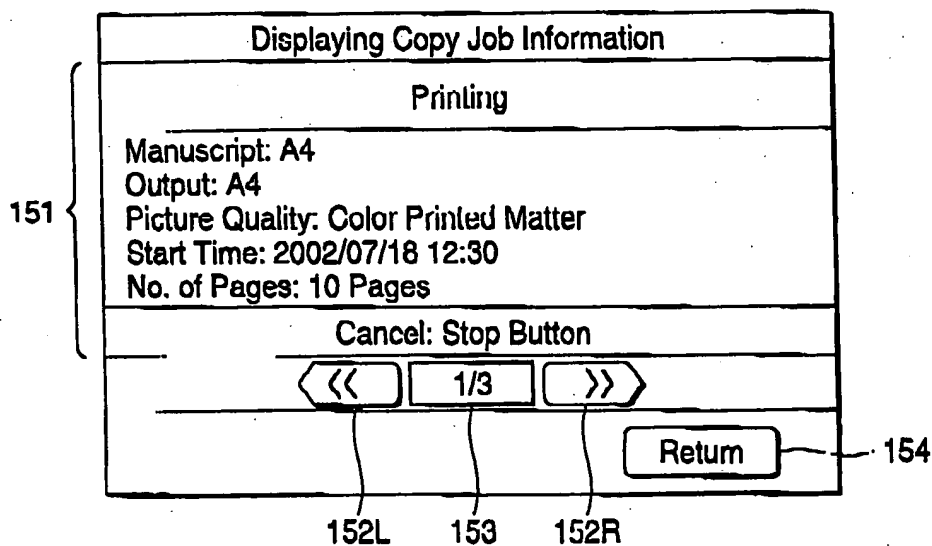 Displaying Copy Job Information
Printing
Manuscript: A4
Output: A4
151
Picture Quality: Color Printed Matter
Start Time: 2002/07/18 12:30
No. of Pages: 10 Pages
Cancel: Stop Button
<< 1/3 >>
Return 154
152L 153 152R